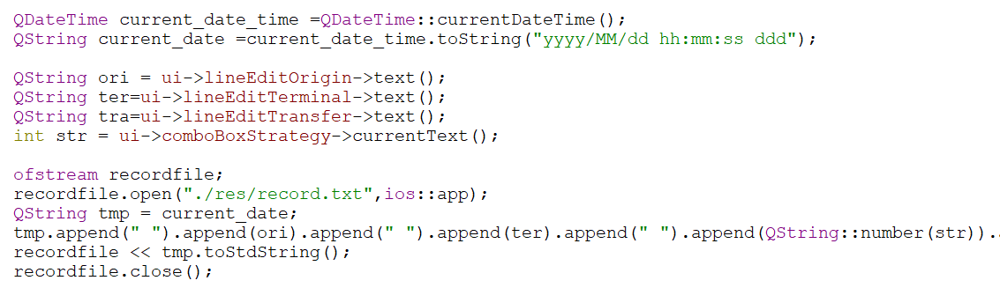 QDateTime current_date_time =QDateTime::currentDateTime();
QString current_date =current_date_time.toString("yyyy/MM/dd hh:mm:ss ddd");
QString ori = ui->lineEditOrigin->text();
QString ter=ui->lineEditTerminal->text();
QString tra=ui->lineEditTransfer->text();
int str = ui->comboBoxStrategy->currentText();
ofstream recordfile;
recordfile.open("./res/record.txt",ios::app);
QString tmp = current_date;
tmp.append(" ").append(ori).append(" ").append(ter).append(" ").append(QString::number(str)).
recordfile << tmp.toStdString();
recordfile.close();